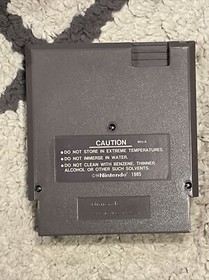 CAUTION
• DO NOT STORE IN EXTREME TEMPERATURES.
• DO NOT IMMERSE IN WATER.
• DO NOT CLEAN WITH BENZENE, THINNER
ALCOHOL OR OTHER SUCH SOLVENTS.
©Nintendo® 1985